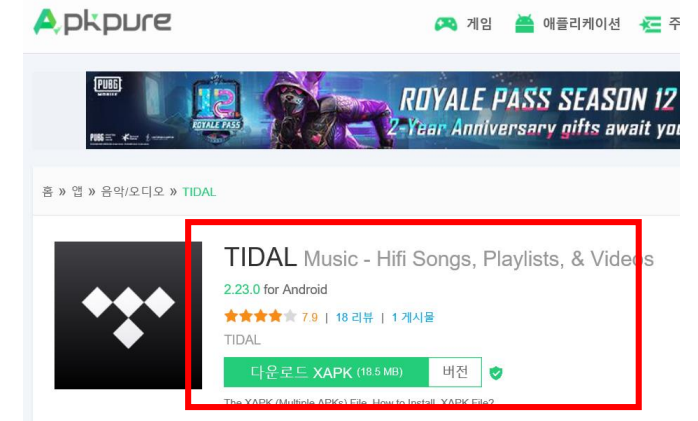 Apkpure
게임 애플리케이션 주
PUBG
MOBILE
12
ROYALE PASS
PUBG
ROYALE PASS SEASON 12
2-Year Anniversary gifts await you
홈 » 앱 » 음악/오디오 » TIDAL
TIDAL Music - Hifi Songs, Playlists, & Videos
2.23.0 for Android
7.9 | 18 리뷰 | 1 게시물
TIDAL
다운로드 XAPK (18.5 MB) 버전
The XAPK (Multiple APKs) File, How to Install .XAPK File?